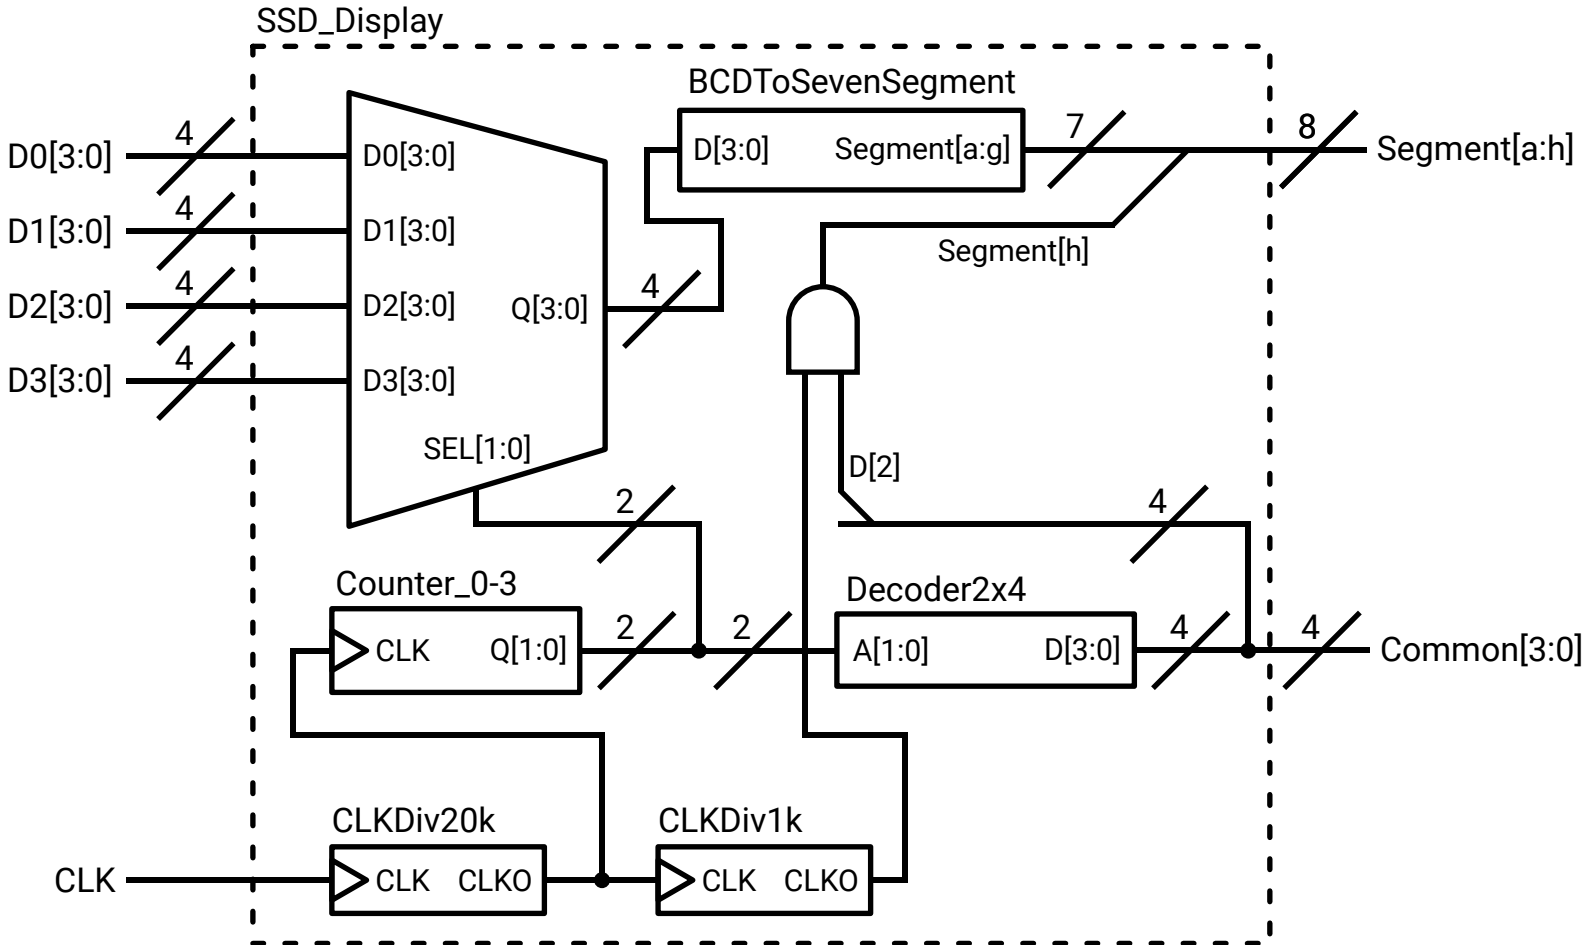 SSD_Display
BCDToSevenSegment
D0[3:0]
4
D0[3:0]
D[3:0]
Segment[a:g]
7
8
Segment[a:h]
D1[3:0]
4
D1[3:0]
Segment[h]
D2[3:0]
4
D2[3:0]
Q[3:0]
4
D3[3:0]
4
D3[3:0]
SEL[1:0]
D[2]
2
4
Counter_0-3
Decoder2x4
CLK
Q[1:0]
2
2
A[1:0]
D[3:0]
4
4
Common[3:0]
CLKDiv20k
CLKDiv1k
CLK
CLK
CLKO
CLK
CLKO